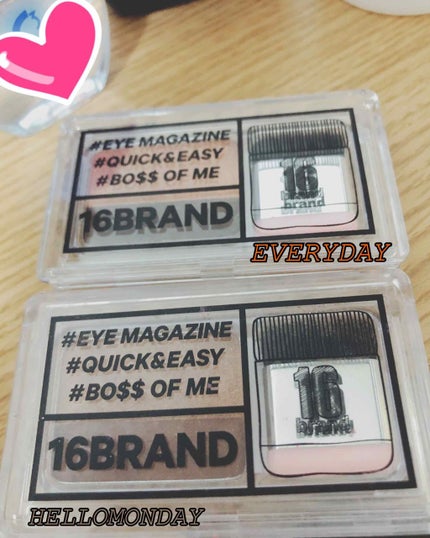 #EYE MAGAZINE
#QUICK&EASY
#BO$$ OF ME
16BRAND
16
brand
EVERYDAY
#EYE MAGAZINE
#QUICK&EASY
#BO$$ OF ME
16BRAND
16
brand
HELLOMONDAY